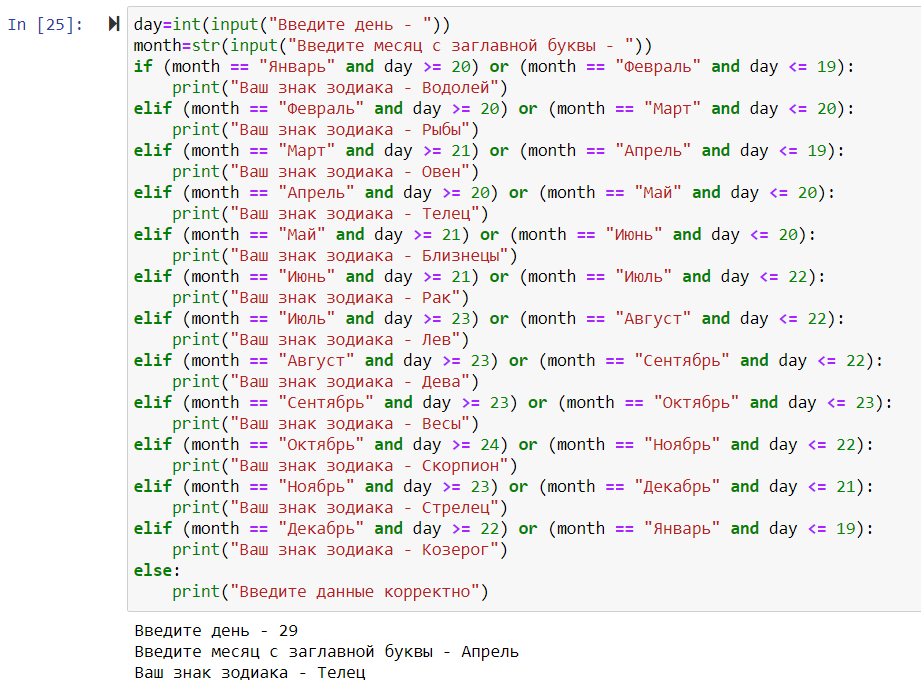 In [25]:
day=int(input("Введите день - "))
month=str(input("Введите месяц с заглавной буквы - "))
if (month == "Январь" and day >= 20) or (month == "Февраль" and day <= 19):
    print("Ваш знак зодиака - Водолей")
elif (month == "Февраль" and day >= 20) or (month == "Март" and day <= 20):
    print("Ваш знак зодиака - Рыбы")
elif (month == "Март" and day >= 21) or (month == "Апрель" and day <= 19):
    print("Ваш знак зодиака - Овен")
elif (month == "Апрель" and day >= 20) or (month == "Май" and day <= 20):
    print("Ваш знак зодиака - Телец")
elif (month == "Май" and day >= 21) or (month == "Июнь" and day <= 20):
    print("Ваш знак зодиака - Близнецы")
elif (month == "Июнь" and day >= 21) or (month == "Июль" and day <= 22):
    print("Ваш знак зодиака - Рак")
elif (month == "Июль" and day >= 23) or (month == "Август" and day <= 22):
    print("Ваш знак зодиака - Лев")
elif (month == "Август" and day >= 23) or (month == "Сентябрь" and day <= 22):
    print("Ваш знак зодиака - Дева")
elif (month == "Сентябрь" and day >= 23) or (month == "Октябрь" and day <= 23):
    print("Ваш знак зодиака - Весы")
elif (month == "Октябрь" and day >= 24) or (month == "Ноябрь" and day <= 22):
    print("Ваш знак зодиака - Скорпион")
elif (month == "Ноябрь" and day >= 23) or (month == "Декабрь" and day <= 21):
    print("Ваш знак зодиака - Стрелец")
elif (month == "Декабрь" and day >= 22) or (month == "Январь" and day <= 19):
    print("Ваш знак зодиака - Козерог")
else:
    print("Введите данные корректно")
Введите день - 29
Введите месяц с заглавной буквы - Апрель
Ваш знак зодиака - Телец